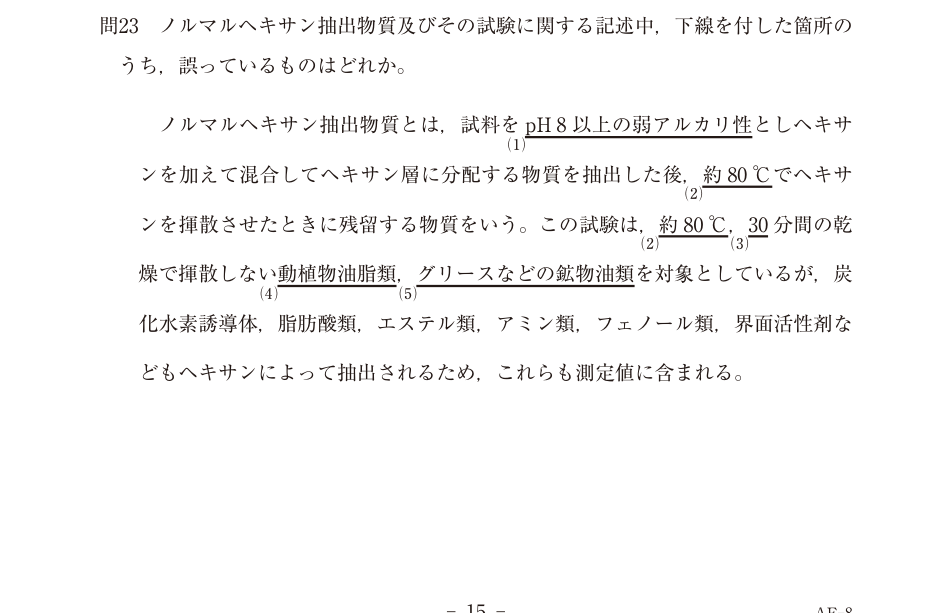 問23　ノルマルヘキサン抽出物質及びその試験に関する記述中，下線を付した箇所の
うち，誤っているものはどれか。
ノルマルヘキサン抽出物質とは，試料を pH 8 以上の弱アルカリ性としヘキサ
(1)
ンを加えて混合してヘキサン層に分配する物質を抽出した後，約 80 ℃でヘキサ
(2)
ンを揮散させたときに残留する物質をいう。この試験は，約 80 ℃，30 分間の乾
(2) (3)
燥で揮散しない動植物油脂類，グリースなどの鉱物油類を対象としているが，炭
(4) (5)
化水素誘導体，脂肪酸類，エステル類，アミン類，フェノール類，界面活性剤な
どもヘキサンによって抽出されるため，これらも測定値に含まれる。
－ 15 －